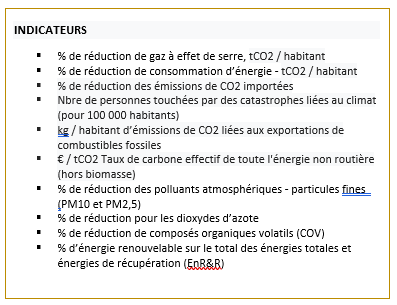 INDICATEURS
▪ % de réduction de gaz à effet de serre, tCO2 / habitant
▪ % de réduction de consommation d'énergie - tCO2 / habitant
▪ % de réduction des émissions de CO2 importées
▪ Nbre de personnes touchées par des catastrophes liées au climat
(pour 100 000 habitants)
▪ kg / habitant d'émissions de CO2 liées aux exportations de
combustibles fossiles
▪ € / tCO2 Taux de carbone effectif de toute l'énergie non routière
(hors biomasse)
▪ % de réduction des polluants atmosphériques - particules fines
(PM10 et PM2,5)
▪ % de réduction pour les dioxydes d'azote
▪ % de réduction de composés organiques volatils (COV)
▪ % d'énergie renouvelable sur le total des énergies totales et
énergies de récupération (EnR&R)